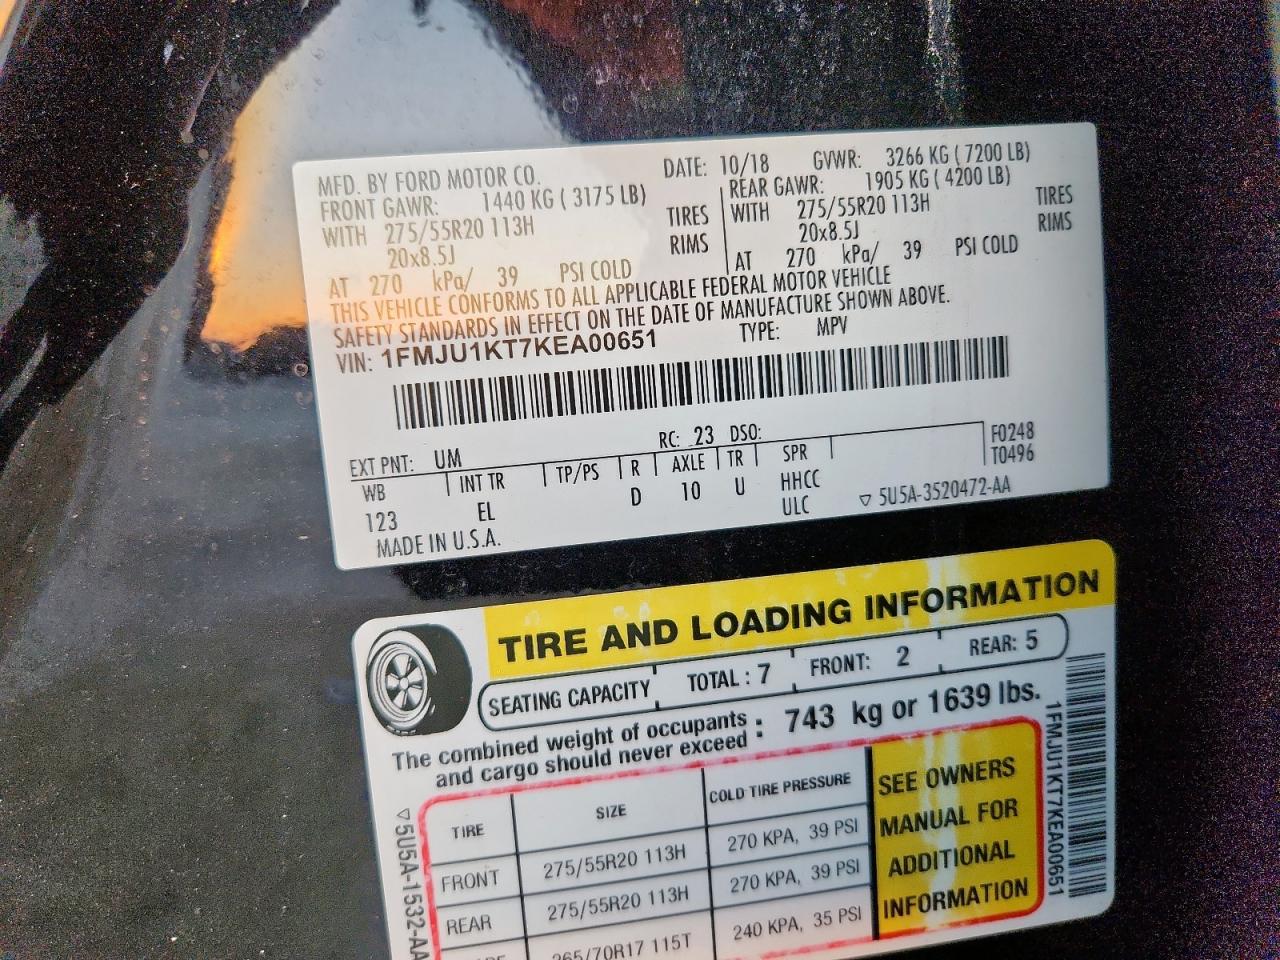 MFD. BY FORD MOTOR CO. DATE: 10/18 GVWR: 3266 KG ( 7200 LB)
FRONT GAWR: 1440 KG ( 3175 LB) REAR GAWR: 1905 KG ( 4200 LB)
WITH 275/55R20 113H TIRES WITH 275/55R20 113H TIRES
20x8.5J RIMS 20x8.5J RIMS
AT 270 kPa/ 39 PSI COLD AT 270 kPa/ 39 PSI COLD
THIS VEHICLE CONFORMS TO ALL APPLICABLE FEDERAL MOTOR VEHICLE
SAFETY STANDARDS IN EFFECT ON THE DATE OF MANUFACTURE SHOWN ABOVE.
VIN: 1FMJU1KT7KEA00651 TYPE: MPV
EXT PNT: UM RC: 23 DSO: F0248
WB INT TR TP/PS R AXLE TR SPR T0496
123 EL D 10 U HHCC
ULC
MADE IN U.S.A. 5U5A-3520472-AA
TIRE AND LOADING INFORMATION
SEATING CAPACITY TOTAL : 7 FRONT: 2 REAR: 5
The combined weight of occupants and cargo should never exceed : 743 kg or 1639 lbs.
TIRE SIZE COLD TIRE PRESSURE
FRONT 275/55R20 113H 270 KPA, 39 PSI
REAR 275/55R20 113H 270 KPA, 39 PSI
265/70R17 115T 240 KPA, 35 PSI
SEE OWNERS
MANUAL FOR
ADDITIONAL
INFORMATION
1FMJU1KT7KEA00651
5U5A-1532-AA